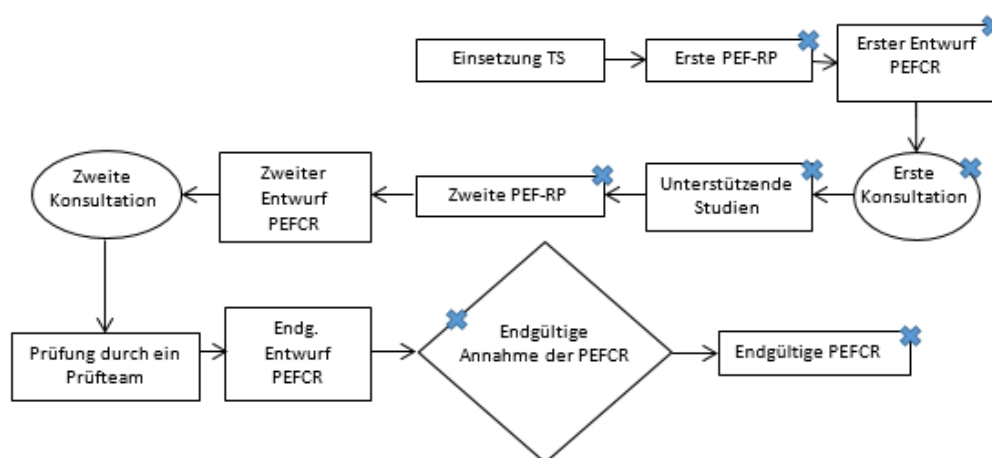 Einsetzung TS
Erste PEF-RP
Erster Entwurf
PEFCR
Erste
Konsultation
Unterstützende
Studien
Zweite PEF-RP
Zweiter
Entwurf
PEFCR
Zweite
Konsultation
Prüfung durch ein
Prüfteam
Endg.
Entwurf
PEFCR
Endgültige
Annahme der PEFCR
Endgültige PEFCR